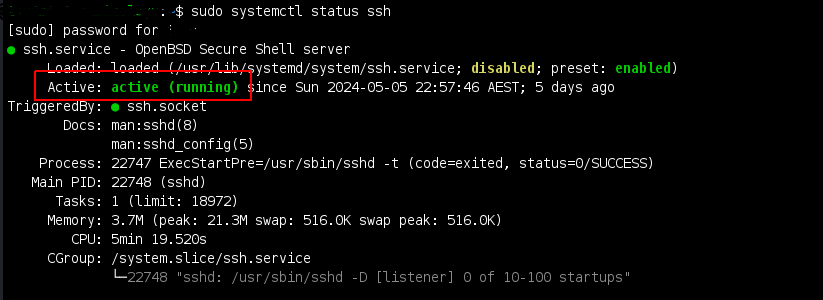 $ sudo systemctl status ssh
[sudo] password for
● ssh.service - OpenBSD Secure Shell server
Loaded: loaded (/usr/lib/systemd/system/ssh.service; disabled; preset: enabled)
Active: active (running) since Sun 2024-05-05 22:57:46 AEST; 5 days ago
TriggeredBy: ● ssh.socket
Docs: man:sshd(8)
man:sshd_config(5)
Process: 22747 ExecStartPre=/usr/sbin/sshd -t (code=exited, status=0/SUCCESS)
Main PID: 22748 (sshd)
Tasks: 1 (limit: 18972)
Memory: 3.7M (peak: 21.3M swap: 516.0K swap peak: 516.0K)
CPU: 5min 19.520s
CGroup: /system.slice/ssh.service
└─22748 "sshd: /usr/sbin/sshd -D [listener] 0 of 10-100 startups"